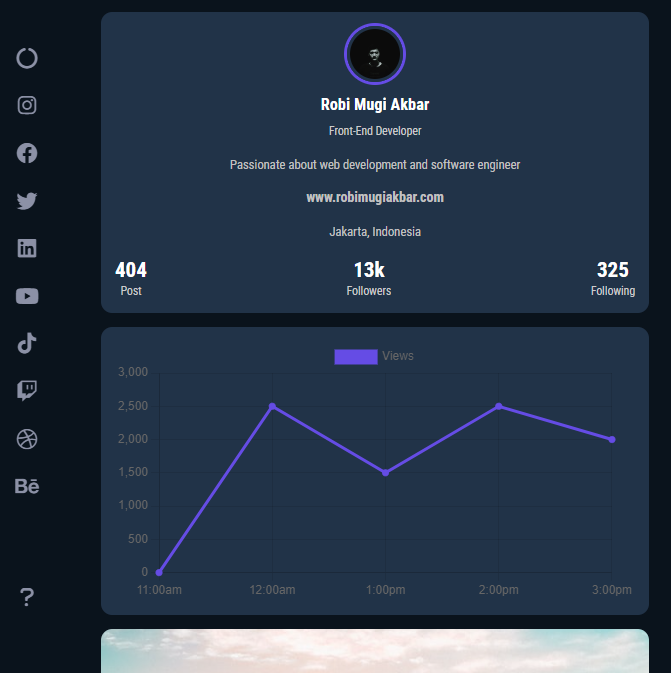 Robi Mugi Akbar
Front-End Developer
Passionate about web development and software engineer
www.robimugiakbar.com
Jakarta, Indonesia
404 13k 325
Post Followers Following
Views
3,000
2,500
2,000
1,500
1,000
500
0
11:00am 12:00am 1:00pm 2:00pm 3:00pm
in
Bē
?